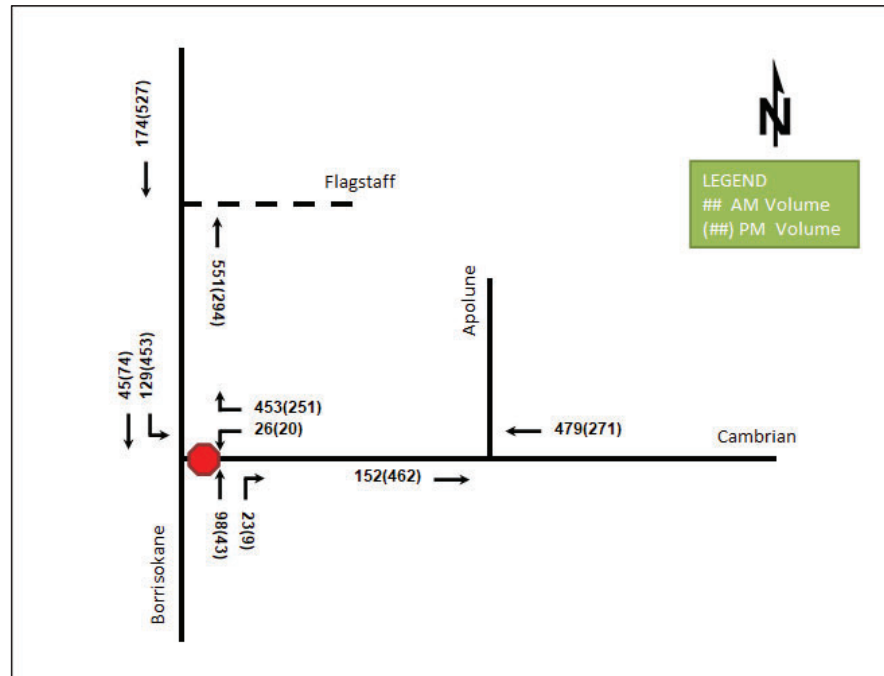 174(527)
N
Flagstaff
LEGEND
## AM Volume
(##) PM Volume
551(294)
Apolune
45(74)
129(453)
453(251)
26(20)
479(271)
Cambrian
152(462)
98(43)
23(9)
Borrisokane